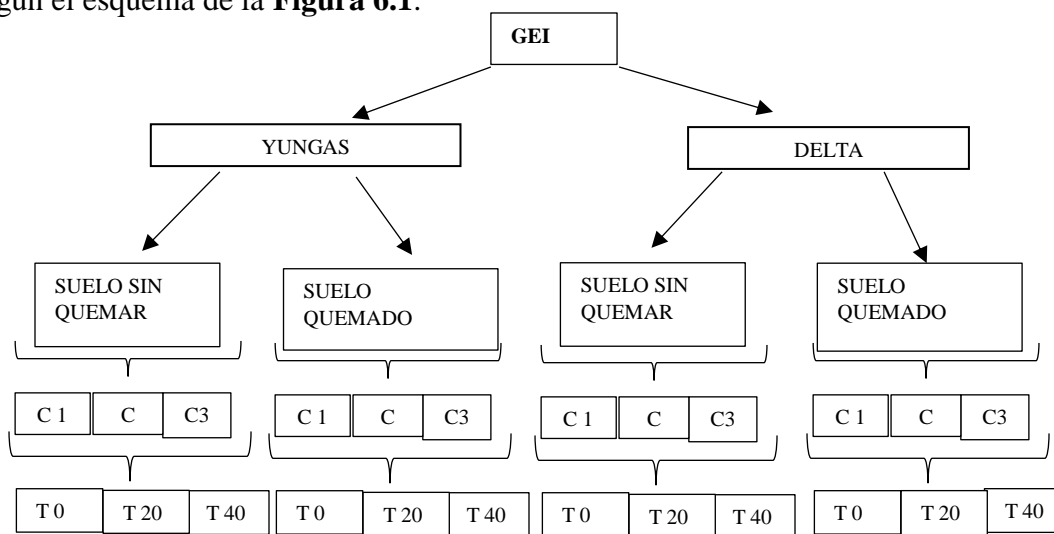 gún el esquema de la Figura 6.1.
GEI
YUNGAS
DELTA
SUELO SIN
QUEMAR
SUELO
QUEMADO
SUELO SIN
QUEMAR
SUELO
QUEMADO
C 1 C C3
C 1 C C3
C 1 C C3
C 1 C C3
T 0 T 20 T 40
T 0 T 20 T 40
T 0 T 20 T 40
T 0 T 20 T 40